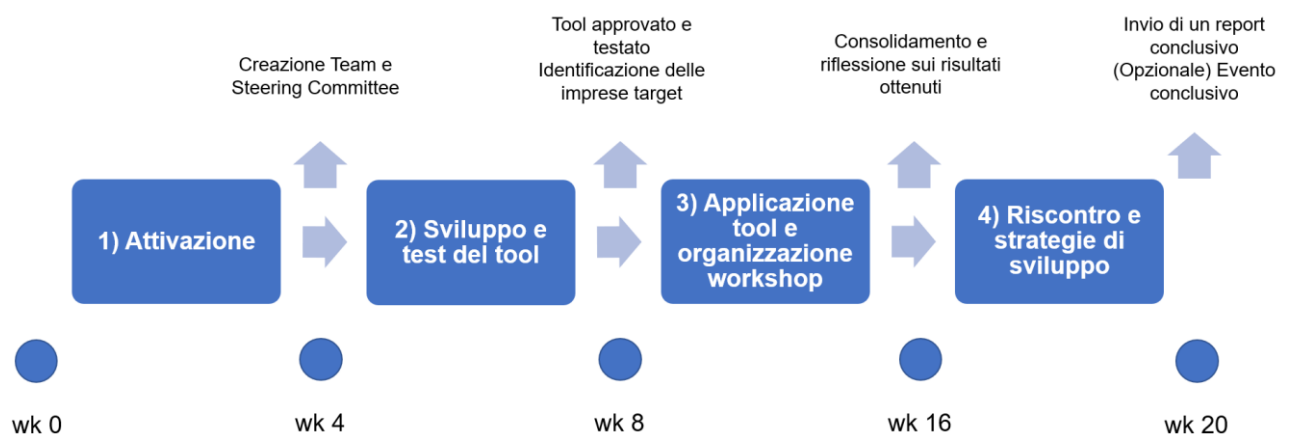 Creazione Team e
Steering Committee
Tool approvato e
testato
Identificazione delle
imprese target
Consolidamento e
riflessione sui risultati
ottenuti
Invio di un report
conclusivo
(Opzionale) Evento
conclusivo
1) Attivazione
2) Sviluppo e
test del tool
3) Applicazione
tool e
organizzazione
workshop
4) Riscontro e
strategie di
sviluppo
wk 0
wk 4
wk 8
wk 16
wk 20